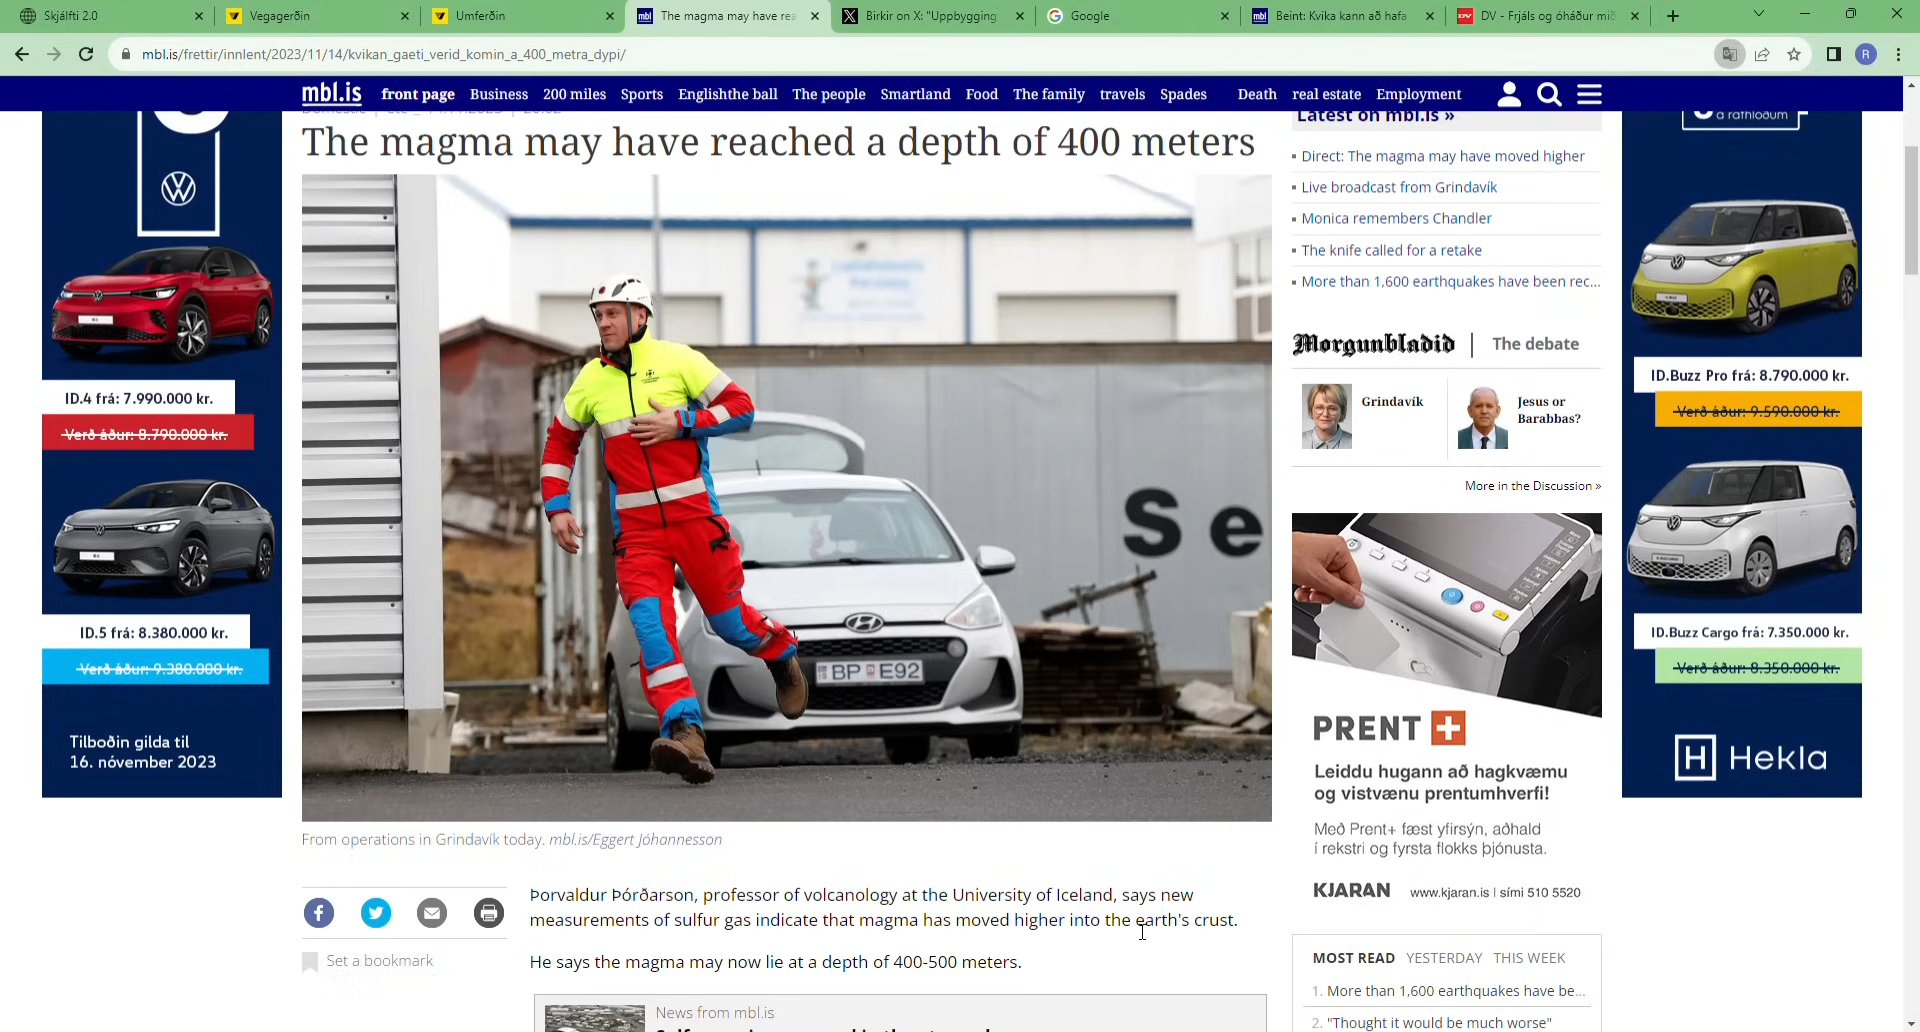 Skjálfti 2.0
Vegagerðin
Umferðin
The magma may have rea
Birkir on X: "Uppbygging
Google
Beint: Kvika kann að hafa
DV - Frjáls og óháður mið
mbl.is/frettir/innlent/2023/11/14/kvikan_gaeti_verid_komin_a_400_metra_dypi/
R
mbl.is front page Business 200 miles Sports Englishthe ball The people Smartland Food The family travels Spades Death real estate Employment
The magma may have reached a depth of 400 meters
Se
BP E92
From operations in Grindavík today. mbl.is/Eggert Jóhannesson
Þorvaldur Þórðarson, professor of volcanology at the University of Iceland, says new
measurements of sulfur gas indicate that magma has moved higher into the earth's crust.
He says the magma may now lie at a depth of 400-500 meters.
Set a bookmark
News from mbl.is
ID.4 frá: 7.990.000 kr.
Verð áður: 8.790.000 kr.
ID.5 frá: 8.380.000 kr.
Verð áður: 9.380.000 kr.
Tilboðin gilda til
16. nóvember 2023
Latest on mbl.is »
Direct: The magma may have moved higher
Live broadcast from Grindavík
Monica remembers Chandler
The knife called for a retake
More than 1,600 earthquakes have been rec...
Morgunbladid | The debate
Grindavík
Jesus or
Barabbas?
More in the Discussion »
PRENT+
Leiddu hugann að hagkvæmu
og vistvænu prentumhverfi!
Með Prent+ fæst yfirsýn, aðhald
í rekstri og fyrsta flokks þjónusta.
KJARAN www.kjaran.is | sími 510 5520
MOST READ YESTERDAY THIS WEEK
1. More than 1,600 earthquakes have be...
2. "Thought it would be much worse"
á rathlodum
ID.Buzz Pro frá: 8.790.000 kr.
Verð áður: 9.590.000 kr.
ID.Buzz Cargo frá: 7.350.000 kr.
Verð áður: 8.350.000 kr.
H Hekla